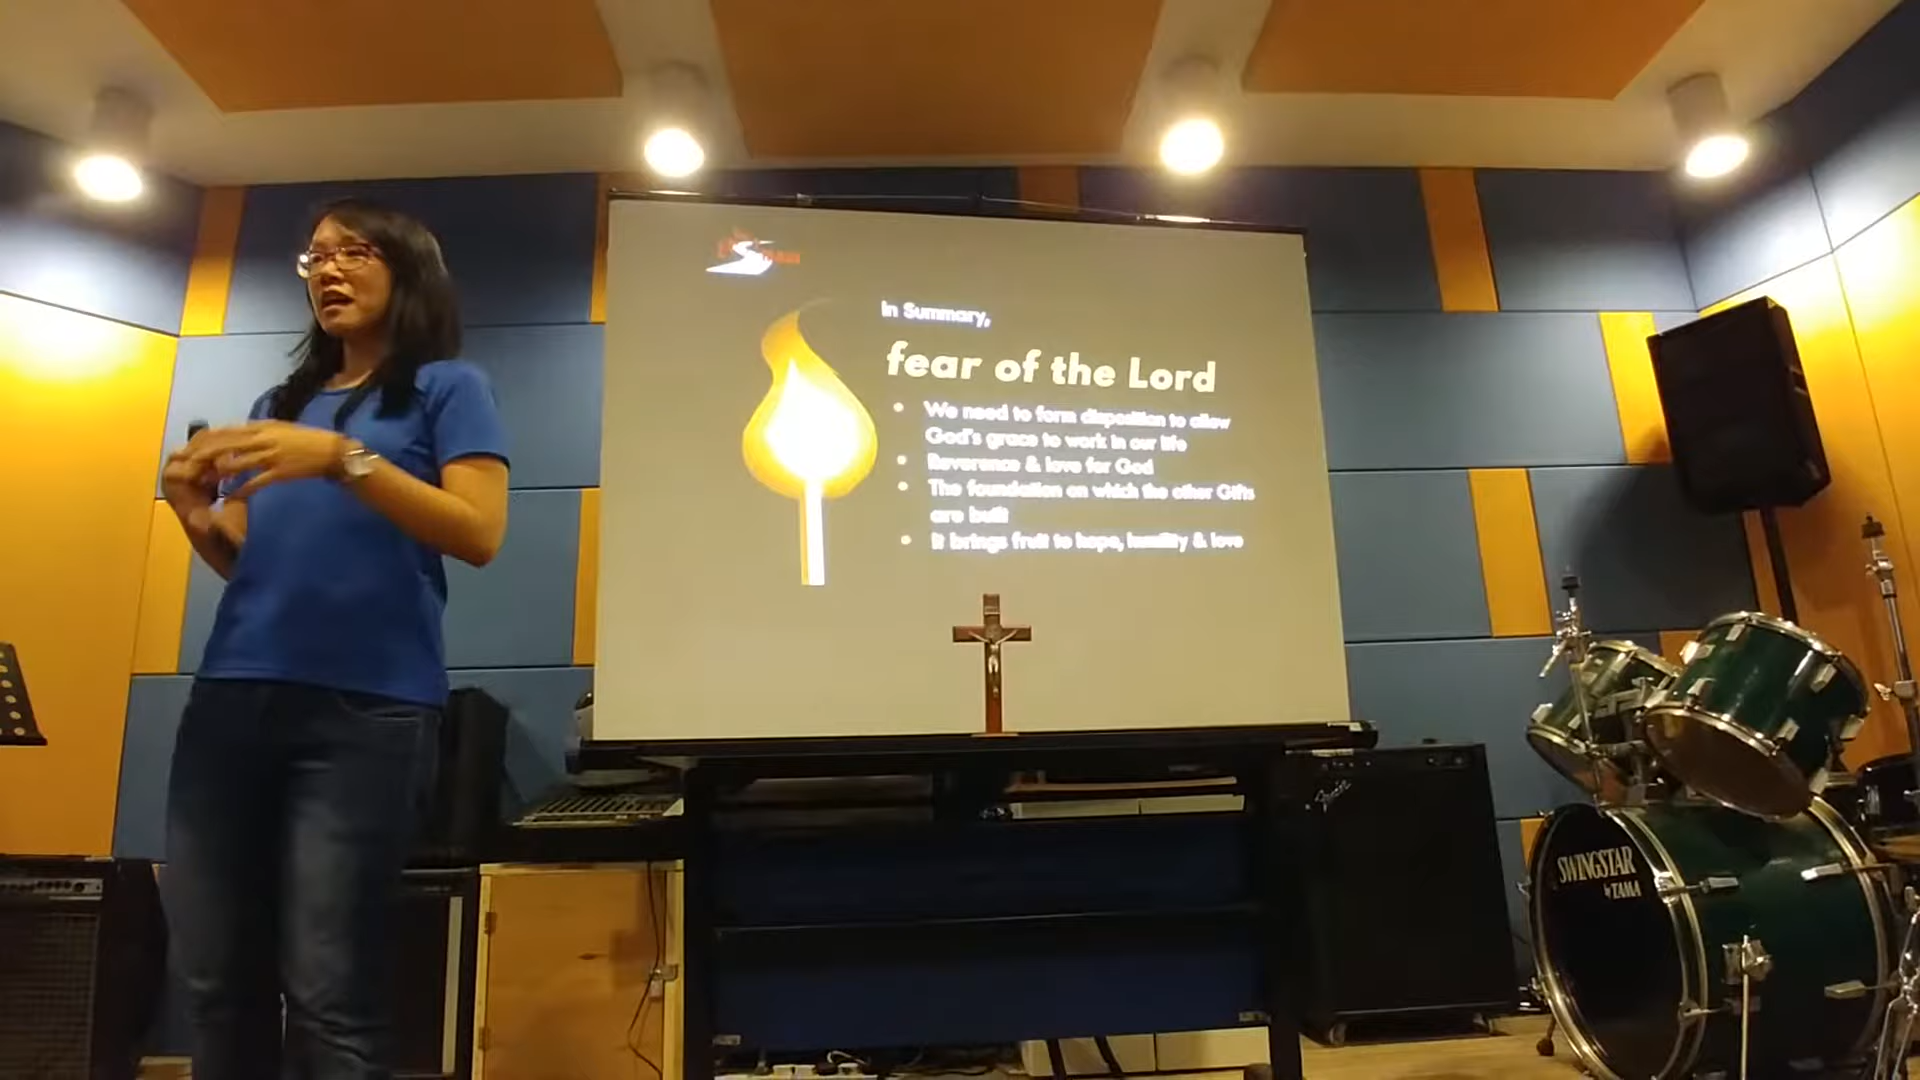 In Summary,
fear of the Lord
• We need to form disposition to allow
God's grace to work in our life
• Reverence & love for God
• The foundation on which the other Gifts
are built
• It brings fruit to hope, humility & love
Fender
SWINGSTAR
by TAMA